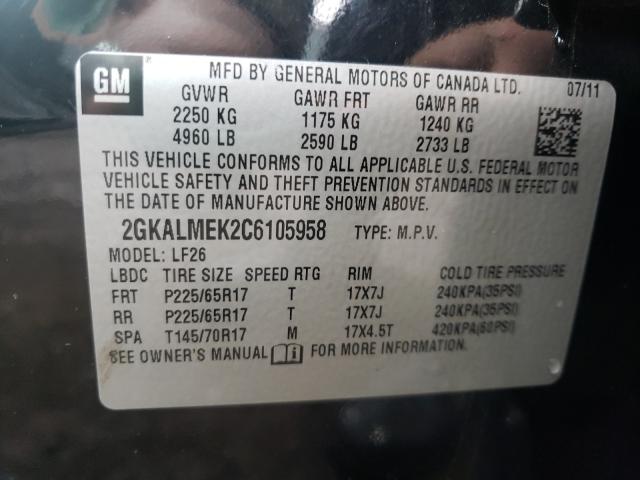 GM
MFD BY GENERAL MOTORS OF CANADA LTD. 07/11
GVWR GAWR FRT GAWR RR
2250 KG 1175 KG 1240 KG
4960 LB 2590 LB 2733 LB
THIS VEHICLE CONFORMS TO ALL APPLICABLE U.S. FEDERAL MOTOR
VEHICLE SAFETY AND THEFT PREVENTION STANDARDS IN EFFECT ON
THE DATE OF MANUFACTURE SHOWN ABOVE.
2GKALMEK2C6105958 TYPE: M.P.V.
MODEL: LF26
LBDC TIRE SIZE SPEED RTG RIM COLD TIRE PRESSURE
FRT P225/65R17 T 17X7J 240KPA(35PSI)
RR P225/65R17 T 17X7J 240KPA(35PSI)
SPA T145/70R17 M 17X4.5T 420KPA(60PSI)
SEE OWNER'S MANUAL FOR MORE INFORMATION.